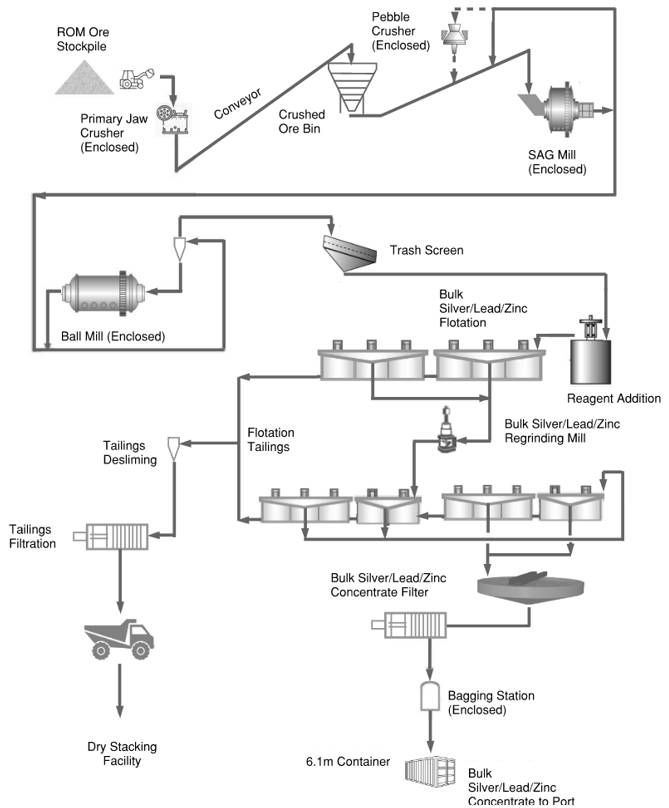 ROM Ore
Stockpile
Pebble
Crusher
(Enclosed)
Primary Jaw
Crusher
(Enclosed)
Conveyor
Crushed
Ore Bin
SAG Mill
(Enclosed)
Trash Screen
Ball Mill (Enclosed)
Bulk
Silver/Lead/Zinc
Flotation
Reagent Addition
Bulk Silver/Lead/Zinc
Regrinding Mill
Flotation
Tailings
Tailings
Desliming
Tailings
Filtration
Bulk Silver/Lead/Zinc
Concentrate Filter
Bagging Station
(Enclosed)
Dry Stacking
Facility
6.1m Container
Bulk
Silver/Lead/Zinc
Concentrate to Port